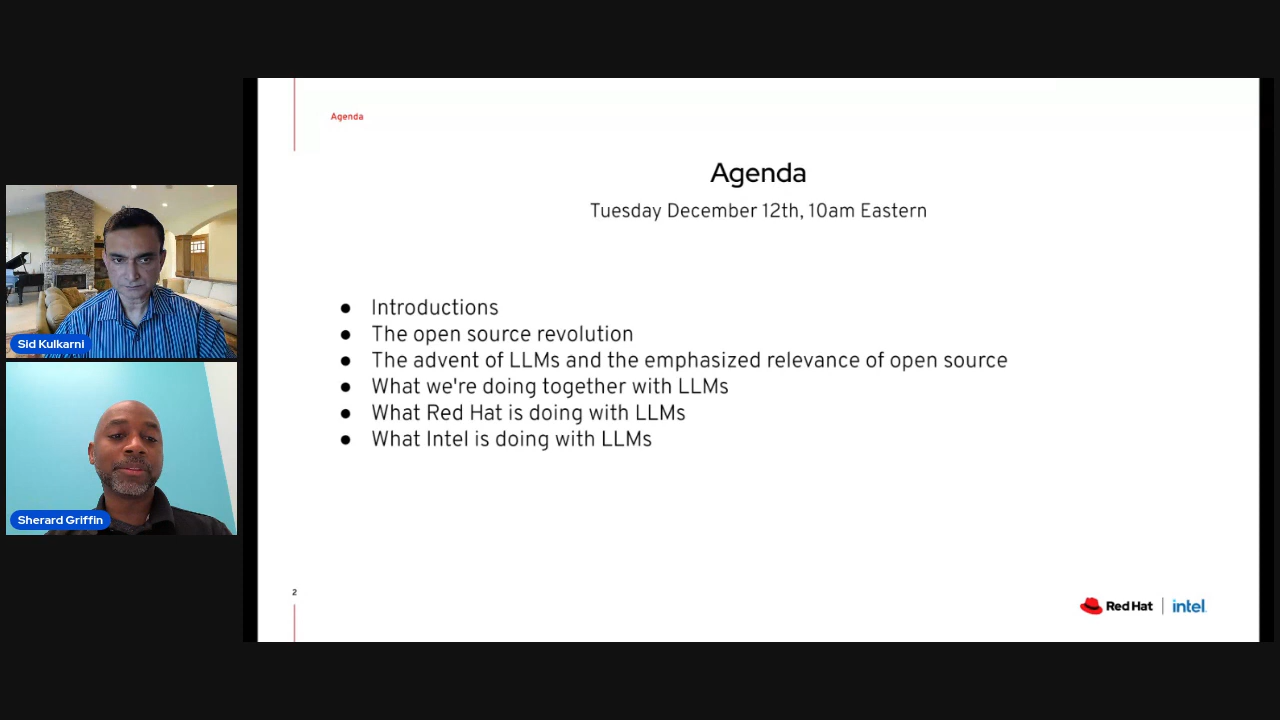 Agenda
Agenda
Tuesday December 12th, 10am Eastern
● Introductions
● The open source revolution
● The advent of LLMs and the emphasized relevance of open source
● What we're doing together with LLMs
● What Red Hat is doing with LLMs
● What Intel is doing with LLMs
Sid Kulkarni
Sherard Griffin
2
Red Hat | intel.